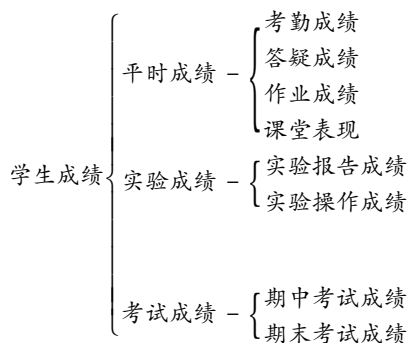 考勤成绩
答疑成绩
平时成绩 -
作业成绩
课堂表现
学生成绩
实验成绩 -
实验报告成绩
实验操作成绩
考试成绩 -
期中考试成绩
期末考试成绩